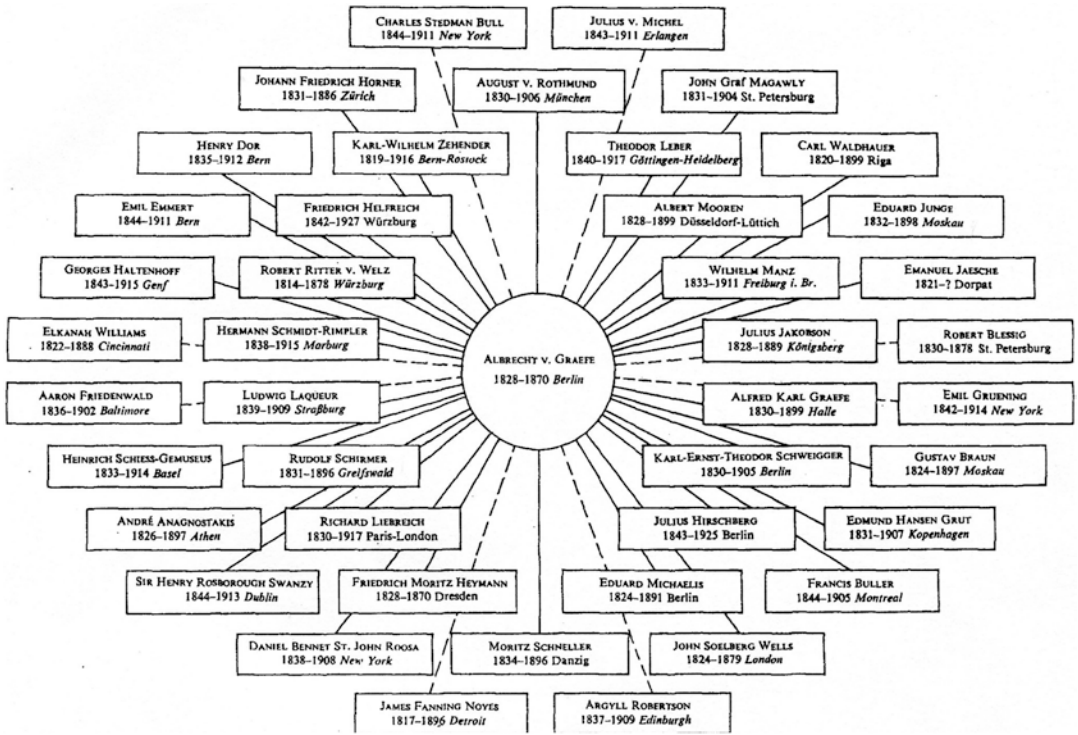 CHARLES STEDMAN BULL
1844–1911 New York
JULIUS V. MICHEL
1843–1911 Erlangen
JOHANN FRIEDRICH HORNER
1831–1886 Zürich
AUGUST V. ROTHMUND
1830–1906 München
JOHN Graf MAGAWLY
1831–1904 St. Petersburg
HENRY DOR
1835–1912 Bern
KARL-WILHELM ZEHENDER
1819–1916 Bern-Rostock
THEODOR LEBER
1840–1917 Göttingen-Heidelberg
CARL WALDHAUER
1820–1899 Riga
EMIL EMMERT
1844–1911 Bern
FRIEDRICH HELFREICH
1842–1927 Würzburg
ALBERT MOOREN
1828–1899 Düsseldorf-Lüttich
EDUARD JUNGE
1832–1898 Moskau
GEORGES HALTENHOFF
1843–1915 Genf
ROBERT RITTER V. WELZ
1814–1878 Würzburg
WILHELM MANZ
1833–1911 Freiburg i. Br.
EMANUEL JAESCHE
1821–? Dorpat
ELKANAH WILLIAMS
1822–1888 Cincinnati
HERMANN SCHMIDT-RIMPLER
1838–1915 Marburg
ALBRECHT V. GRAEFE
1828–1870 Berlin
JULIUS JAKOBSON
1828–1889 Königsberg
ROBERT BLESSIG
1830–1878 St. Petersburg
AARON FRIEDENWALD
1836–1902 Baltimore
LUDWIG LAQUEUR
1839–1909 Straßburg
ALFRED KARL GRAEFE
1830–1899 Halle
EMIL GRUENING
1842–1914 New York
HEINRICH SCHIESS-GEMUSEUS
1833–1914 Basel
RUDOLF SCHIRMER
1831–1896 Greifswald
KARL-ERNST-THEODOR SCHWEIGGER
1830–1905 Berlin
GUSTAV BRAUN
1824–1897 Moskau
ANDRÉ ANAGNOSTAKIS
1826–1897 Athen
RICHARD LIEBREICH
1830–1917 Paris-London
JULIUS HIRSCHBERG
1843–1925 Berlin
EDMUND HANSEN GRUT
1831–1907 Kopenhagen
SIR HENRY ROSBOROUGH SWANZY
1844–1913 Dublin
FRIEDRICH MORITZ HEYMANN
1828–1870 Dresden
EDUARD MICHAELIS
1824–1891 Berlin
FRANCIS BULLER
1844–1905 Montreal
DANIEL BENNET ST. JOHN ROOSA
1838–1908 New York
MORITZ SCHNELLER
1834–1896 Danzig
JOHN SOELBERG WELLS
1824–1879 London
JAMES FANNING NOYES
1817–1896 Detroit
ARGYLL ROBERTSON
1837–1909 Edinburgh